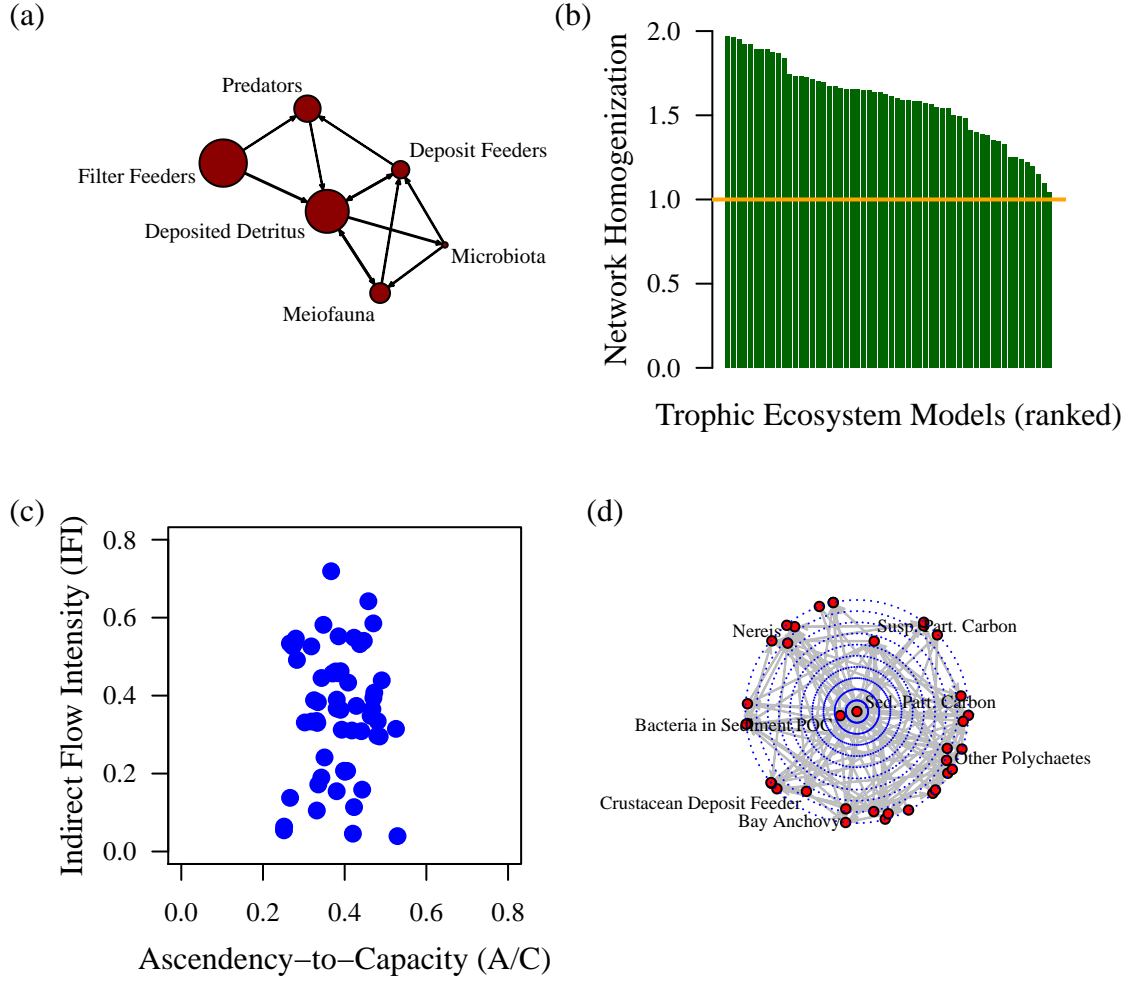 (a)
Predators
Filter Feeders
Deposit Feeders
Deposited Detritus
Microbiota
Meiofauna
(b)
Network Homogenization
2.0
1.5
1.0
0.5
0.0
Trophic Ecosystem Models (ranked)
(c)
Indirect Flow Intensity (IFI)
0.8
0.6
0.4
0.2
0.0
0.0 0.2 0.4 0.6 0.8
Ascendency−to−Capacity (A/C)
(d)
Nereis
Susp. Part. Carbon
Sed. Part. Carbon
Bacteria in Sediment POC
Other Polychaetes
Crustacean Deposit Feeder
Bay Anchovy